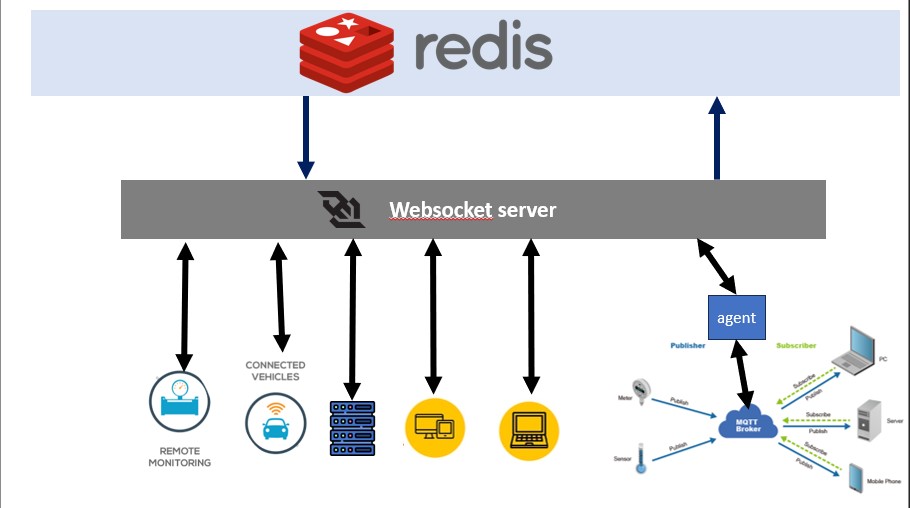 redis
Websocket server
agent
Publisher
Subscriber
CONNECTED
VEHICLES
PC
Subscribe
Publish
Meter
Publish
MQTT
Broker
Subscribe
Publish
Server
REMOTE
MONITORING
Sensor
Publish
Subscribe
Publish
Mobile Phone